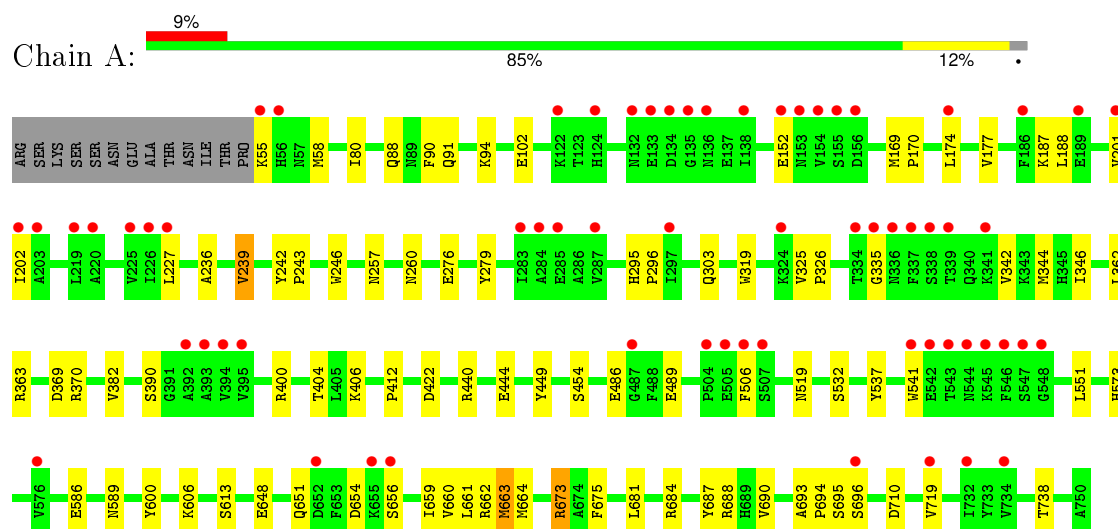 9%
Chain A:
85% 12% •
ARG SER LYS SER SER ASN GLU ALA THR ASN ILE THR PRO K55 H56 N57 M58 I80 Q88 N89 F90 Q91 K94 E102 K122 T123 H124 N132 E133 D134 G135 N136 E137 I138 E152 N153 V154 S155 D156 M169 P170 L174 V177 F186 K187 L188 E189 V201
I202 A203 L219 A220 V225 I226 L227 A236 V239 Y242 P243 W246 N257 N260 E276 Y279 I283 A284 E285 A286 V287 H295 P296 I297 Q303 W319 K324 V325 P326 T334 G335 N336 F337 S338 T339 Q340 K341 V342 K343 M344 H345 I346
R363 D369 R370 V382 S390 G391 A392 A393 V394 V395 R400 T404 L405 K406 P412 D422 R440 E444 Y449 S454 E486 G487 F488 E489 P504 E505 F506 S507 N519 S532 Y537 W541 E542 T543 N544 K545 F546 S547 G548 L551 H573
V576 E586 N589 Y600 K606 S613 E648 Q651 D652 F653 D654 K655 S656 I659 V660 L661 R662 M663 M664 R673 A674 F675 L681 R684 Y687 R688 H689 V690 A693 P694 S695 S696 D710 V719 I732 Y733 V734 T738 A750